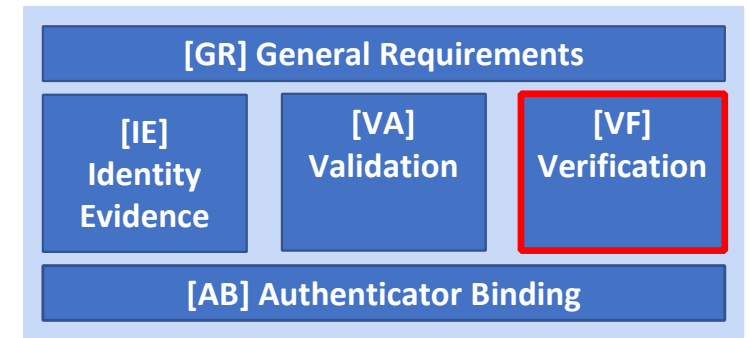 [GR] General Requirements
[IE]
Identity
Evidence
[VA]
Validation
[VF]
Verification
[AB] Authenticator Binding